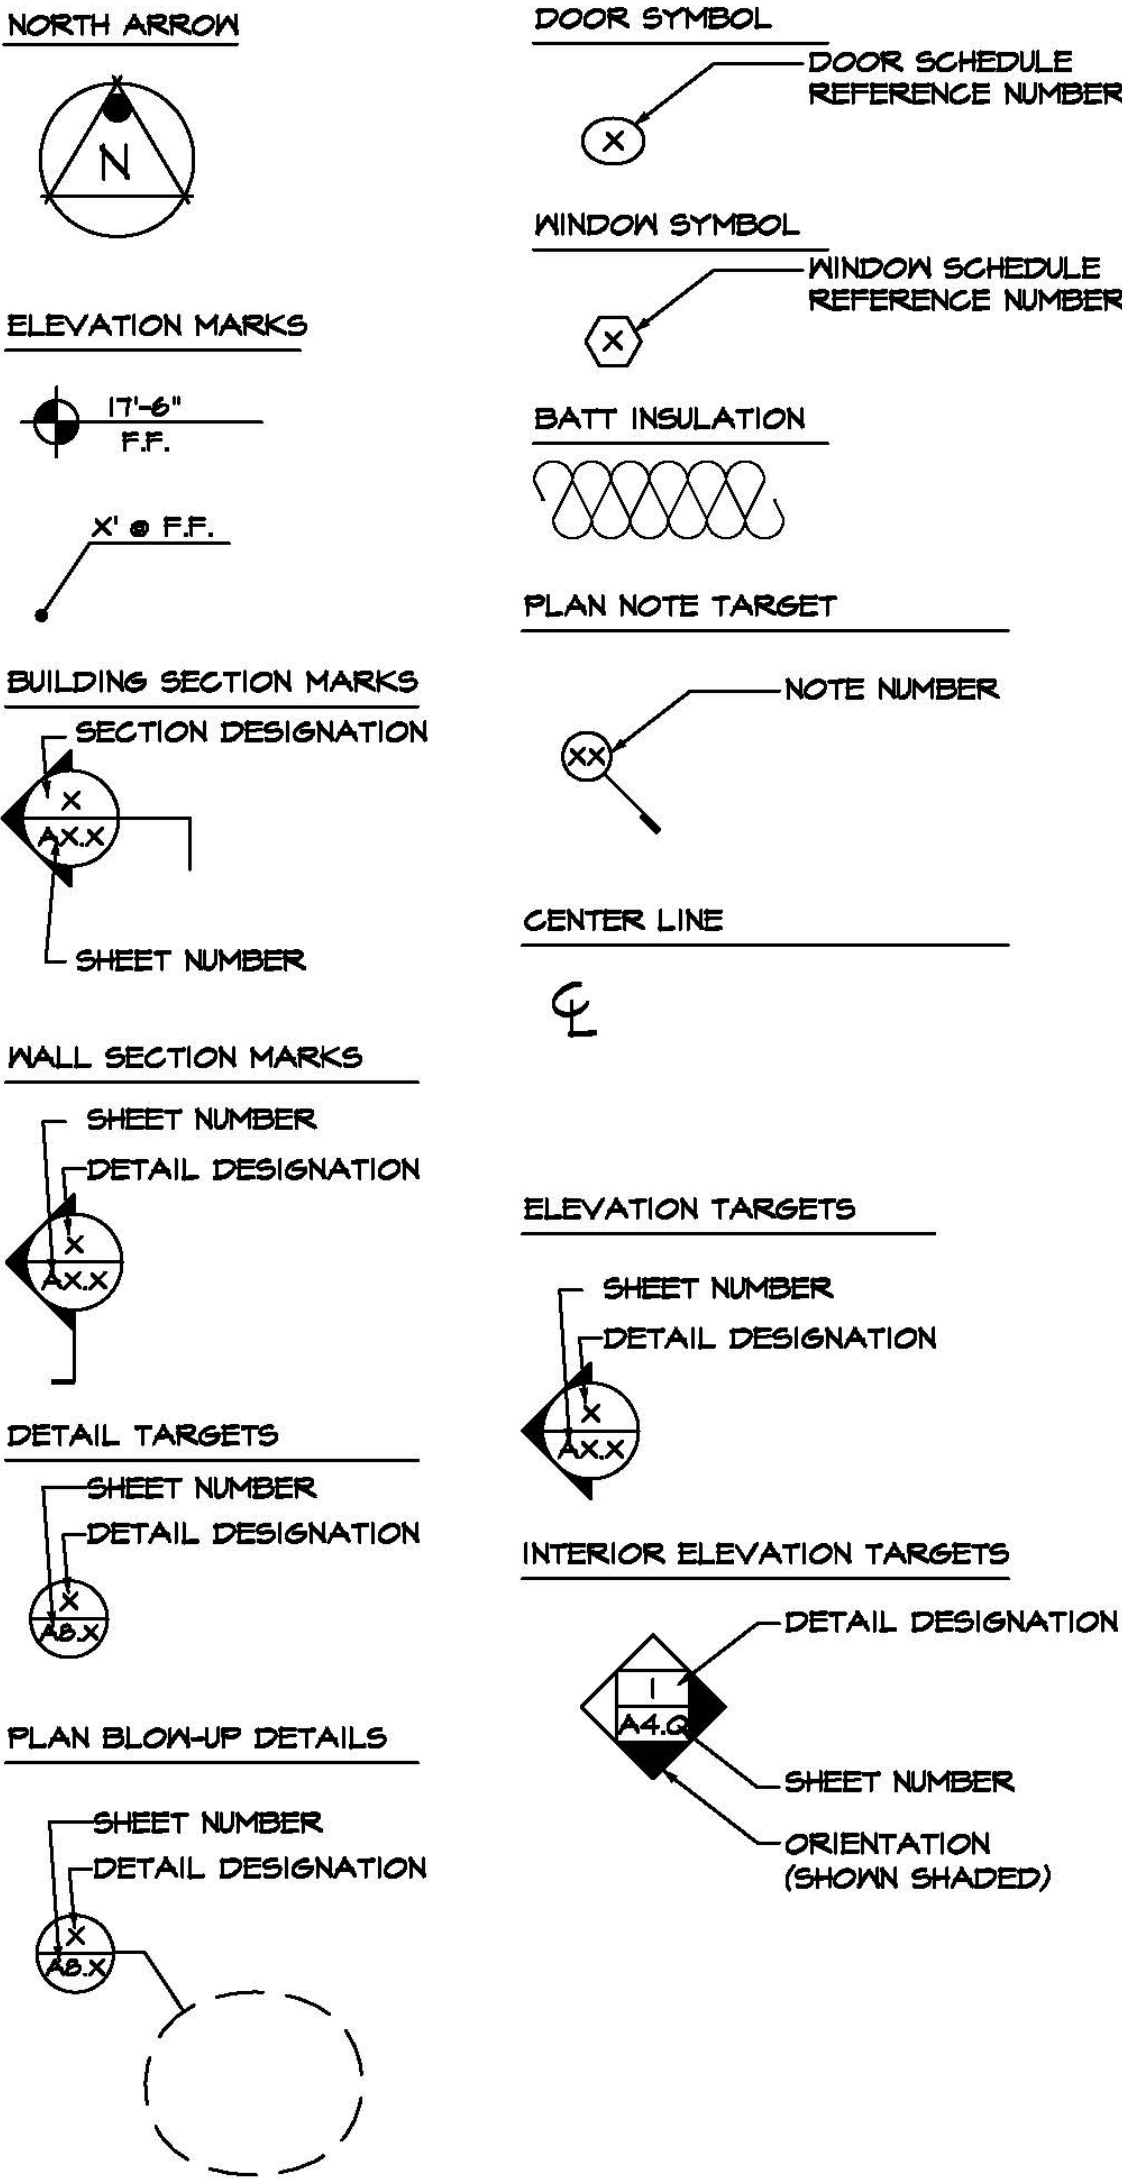 NORTH ARROW
N
ELEVATION MARKS
17'-6"
F.F.
X' @ F.F.
BUILDING SECTION MARKS
SECTION DESIGNATION
X
AX.X
SHEET NUMBER
WALL SECTION MARKS
SHEET NUMBER
DETAIL DESIGNATION
X
AX.X
DETAIL TARGETS
SHEET NUMBER
DETAIL DESIGNATION
X
A8.X
PLAN BLOW-UP DETAILS
SHEET NUMBER
DETAIL DESIGNATION
X
A8.X
DOOR SYMBOL
DOOR SCHEDULE
REFERENCE NUMBER
X
WINDOW SYMBOL
WINDOW SCHEDULE
REFERENCE NUMBER
X
BATT INSULATION
PLAN NOTE TARGET
NOTE NUMBER
XX
CENTER LINE
℄
ELEVATION TARGETS
SHEET NUMBER
DETAIL DESIGNATION
X
AX.X
INTERIOR ELEVATION TARGETS
DETAIL DESIGNATION
1
A4.Q
SHEET NUMBER
ORIENTATION
(SHOWN SHADED)